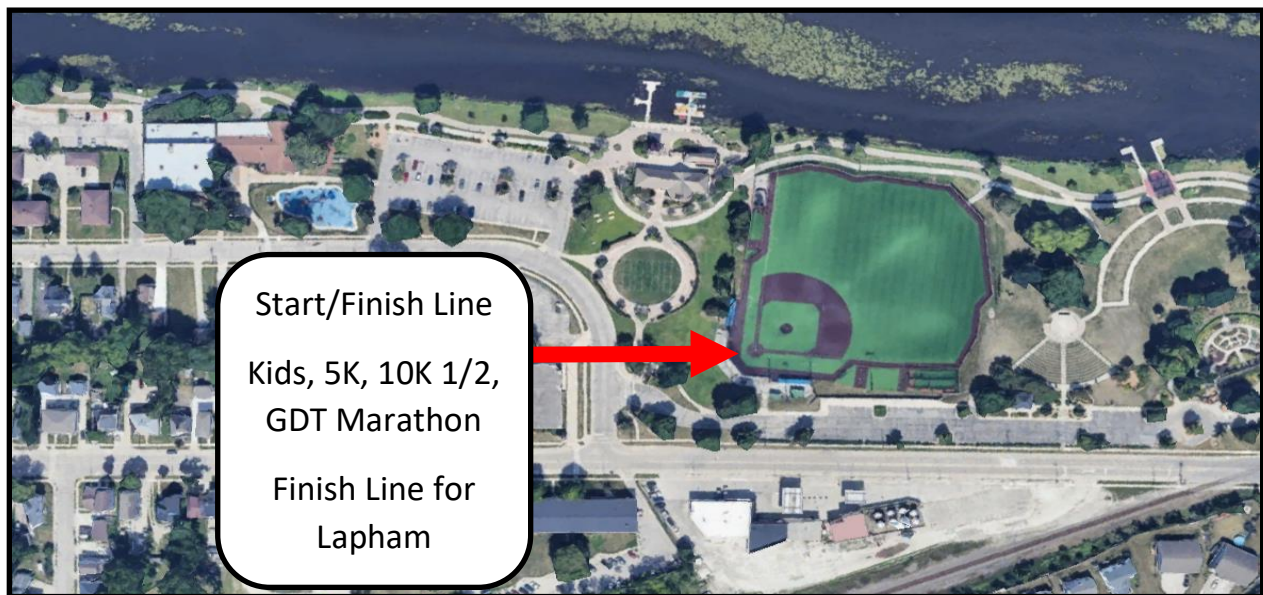 Start/Finish Line
Kids, 5K, 10K 1/2,
GDT Marathon
Finish Line for
Lapham